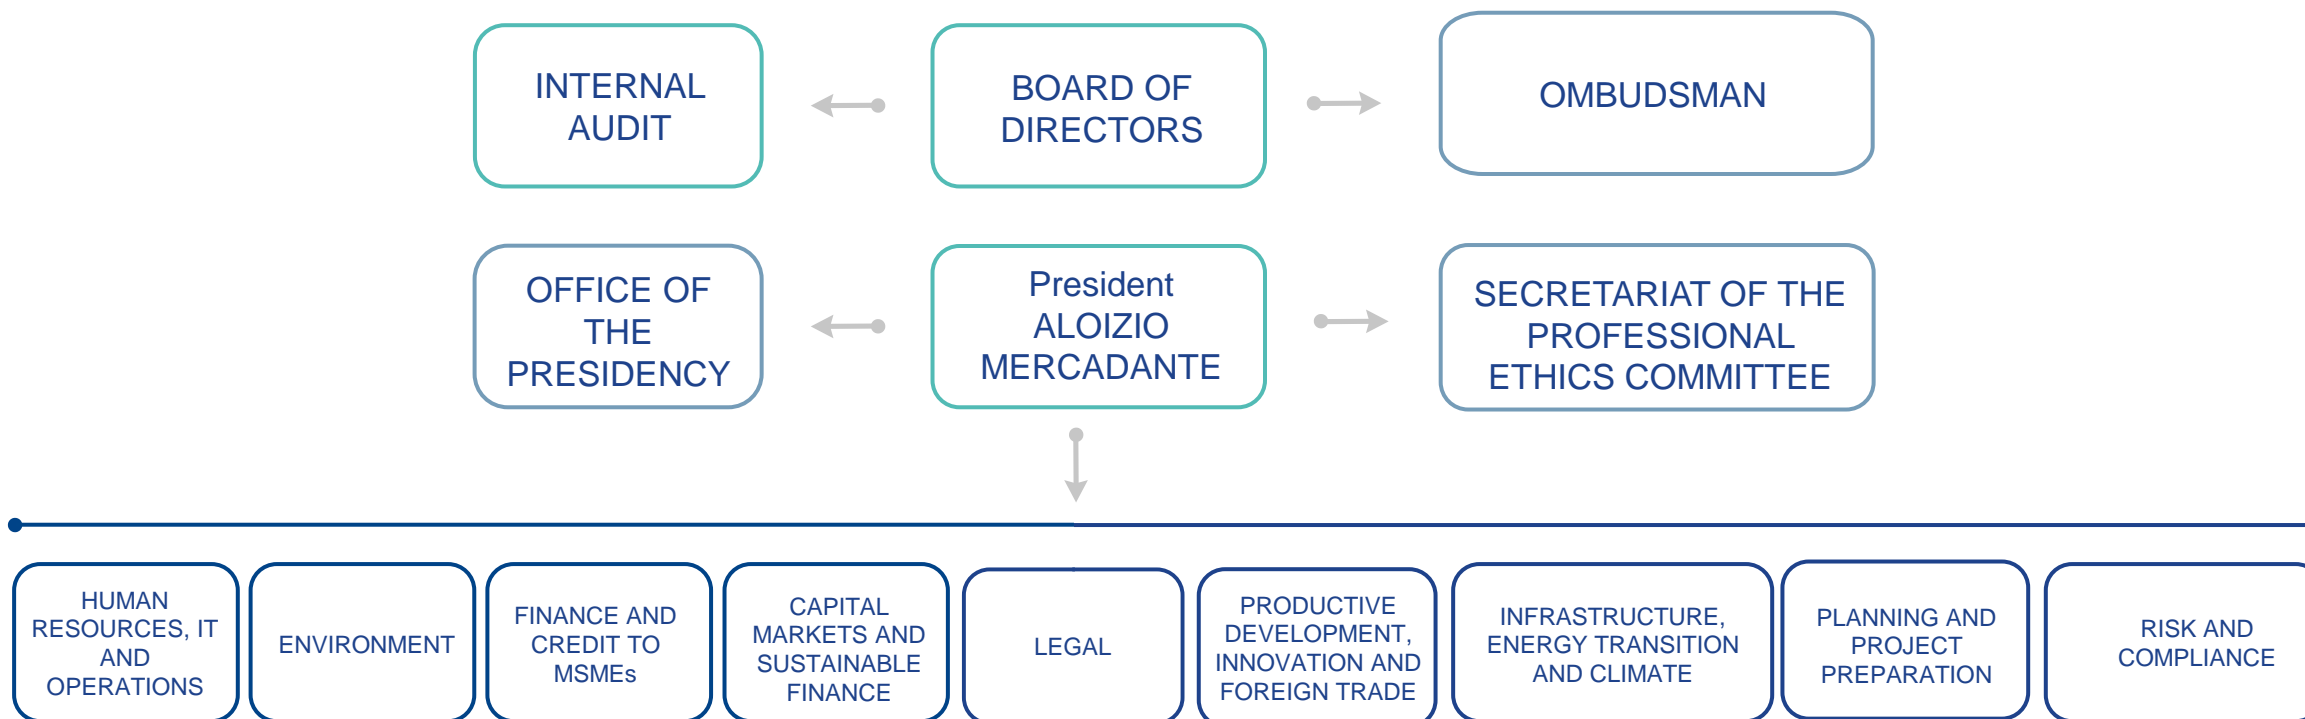 INTERNAL
AUDIT
BOARD OF
DIRECTORS
OMBUDSMAN
OFFICE OF
THE
PRESIDENCY
President
ALOIZIO
MERCADANTE
SECRETARIAT OF THE
PROFESSIONAL
ETHICS COMMITTEE
HUMAN
RESOURCES, IT
AND
OPERATIONS
ENVIRONMENT
FINANCE AND
CREDIT TO
MSMEs
CAPITAL
MARKETS AND
SUSTAINABLE
FINANCE
LEGAL
PRODUCTIVE
DEVELOPMENT,
INNOVATION AND
FOREIGN TRADE
INFRASTRUCTURE,
ENERGY TRANSITION
AND CLIMATE
PLANNING AND
PROJECT
PREPARATION
RISK AND
COMPLIANCE